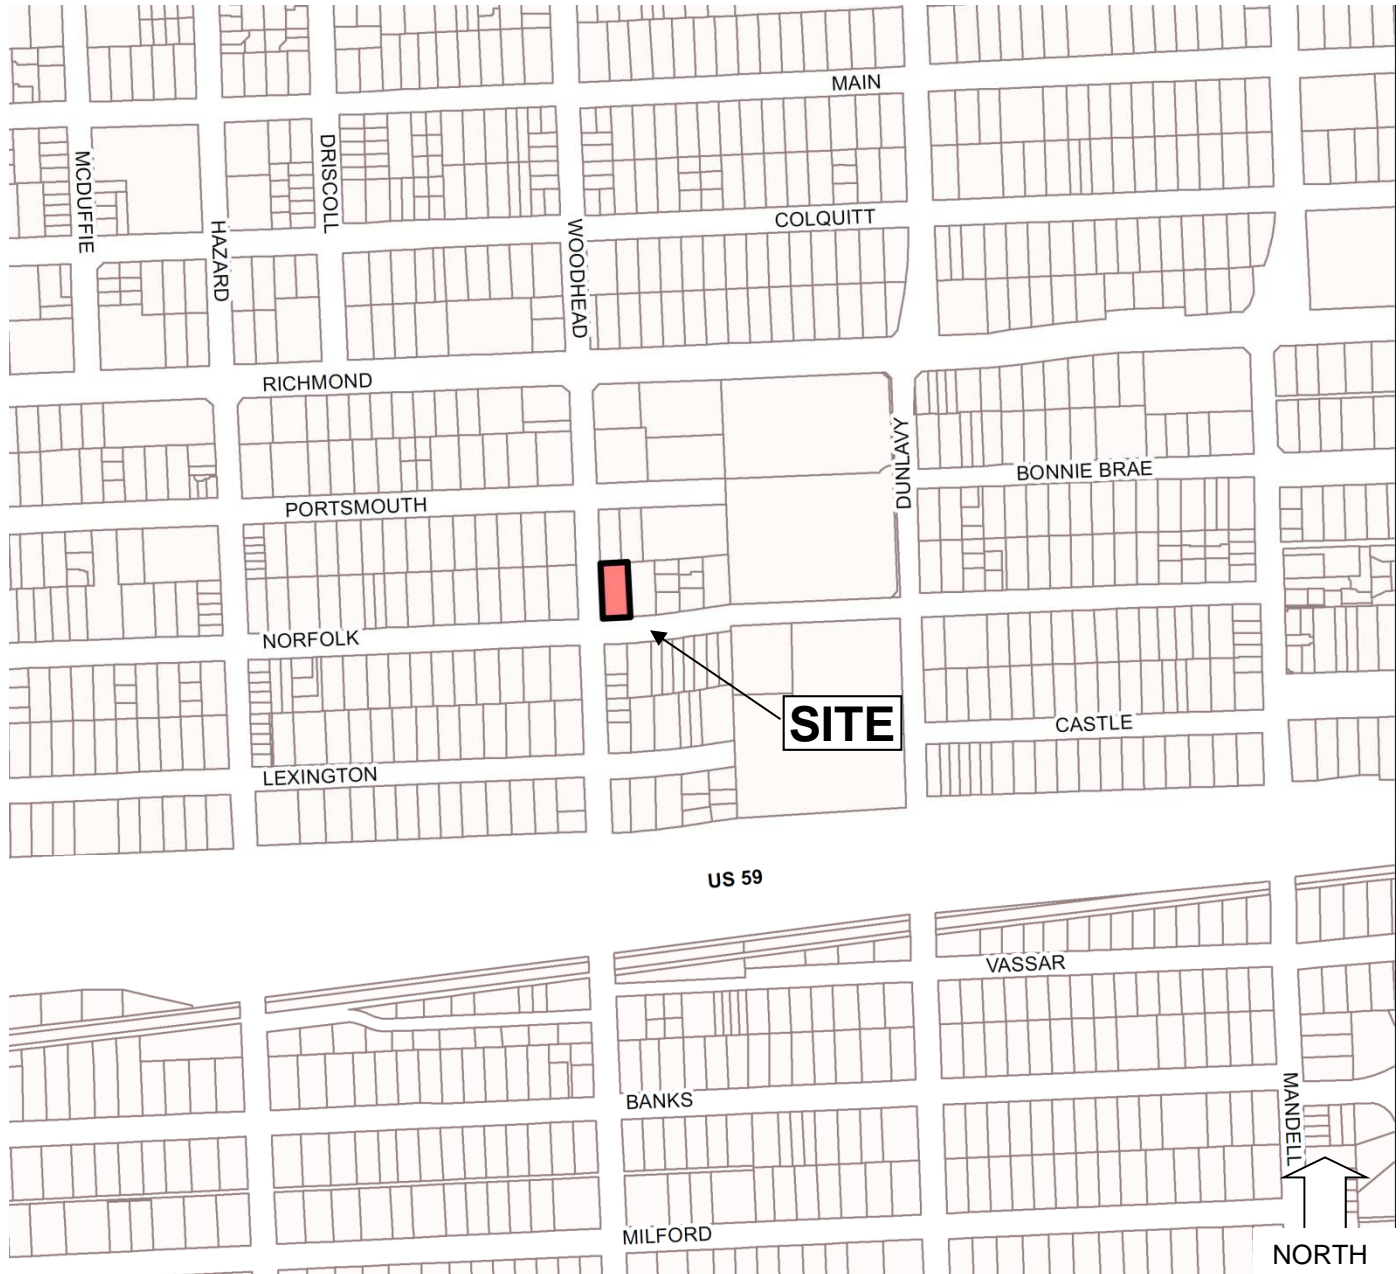 MAIN
DRISCOLL
MCDUFFIE
COLQUITT
HAZARD
WOODHEAD
RICHMOND
DUNLAVY
BONNIE BRAE
PORTSMOUTH
NORFOLK
SITE
CASTLE
LEXINGTON
US 59
VASSAR
BANKS
MANDELL
MILFORD
NORTH